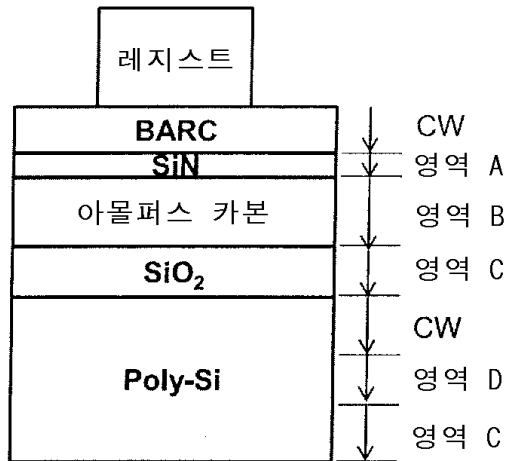 레지스트
BARC
CW
SiN
영역 A
아몰퍼스 카본
영역 B
SiO₂
영역 C
CW
Poly-Si
영역 D
영역 C